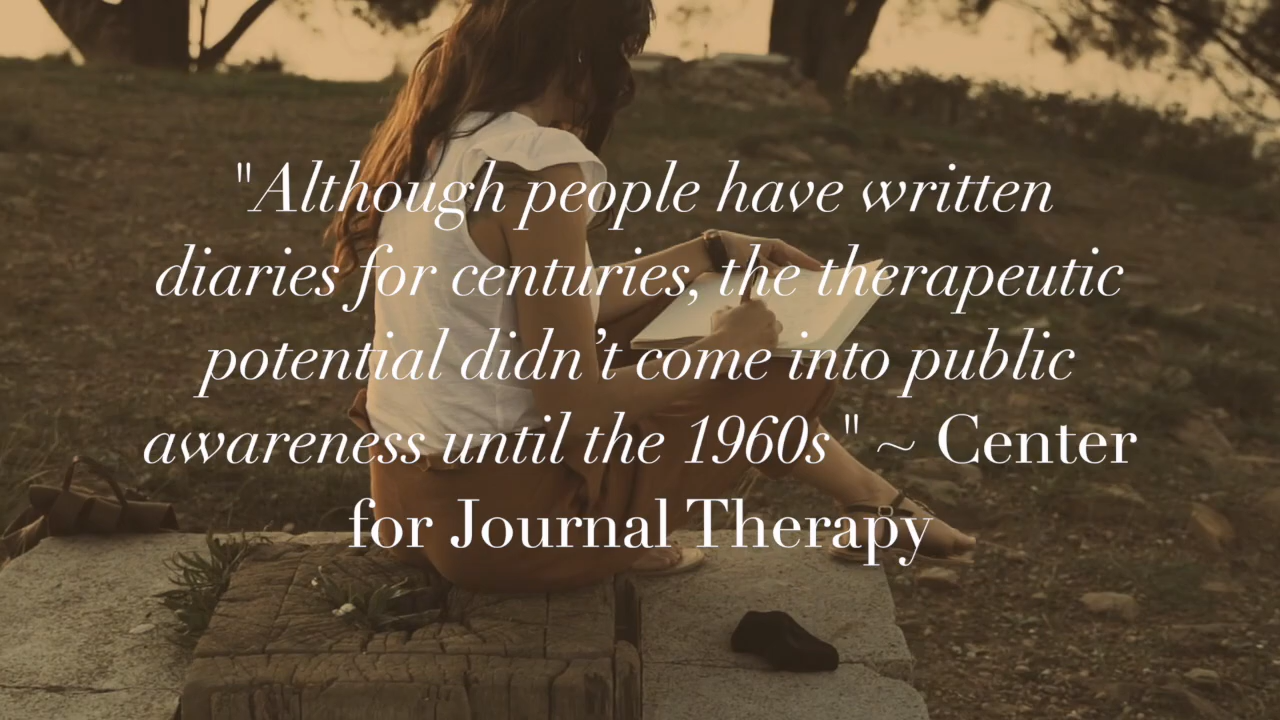 "Although people have written
diaries for centuries, the therapeutic
potential didn’t come into public
awareness until the 1960s" ~ Center
for Journal Therapy